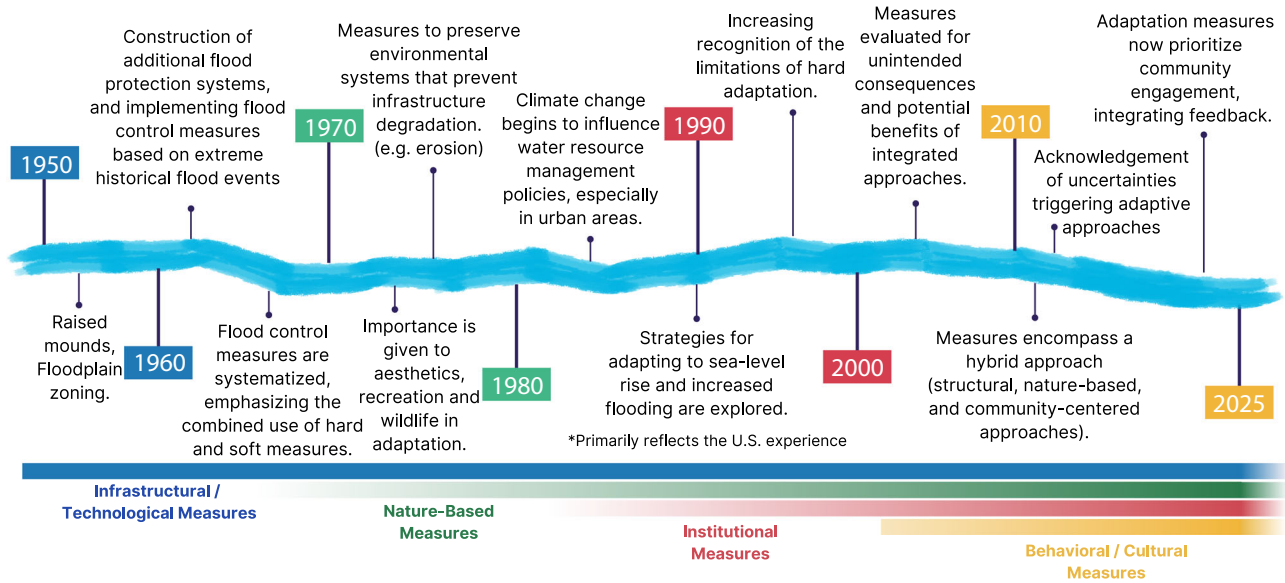 Construction of
additional flood
protection systems,
and implementing flood
control measures
based on extreme
historical flood events
Measures to preserve
environmental
systems that prevent
infrastructure
degradation.
(e.g. erosion)
Climate change
begins to influence
water resource
management
policies, especially
in urban areas.
Increasing
recognition of the
limitations of hard
adaptation.
Measures
evaluated for
unintended
consequences
and potential
benefits of
integrated
approaches.
Acknowledgement
of uncertainties
triggering adaptive
approaches
Adaptation measures
now prioritize
community
engagement,
integrating feedback.
1950
1970
1990
2010
Raised
mounds,
Floodplain
zoning.
1960
Flood control
measures are
systematized,
emphasizing the
combined use of hard
and soft measures.
Importance is
given to
aesthetics,
recreation and
wildlife in
adaptation.
1980
Strategies for
adapting to sea-level
rise and increased
flooding are explored.
2000
Measures encompass a
hybrid approach
(structural, nature-based,
and community-centered
approaches).
2025
*Primarily reflects the U.S. experience
Infrastructural /
Technological Measures
Nature-Based
Measures
Institutional
Measures
Behavioral / Cultural
Measures